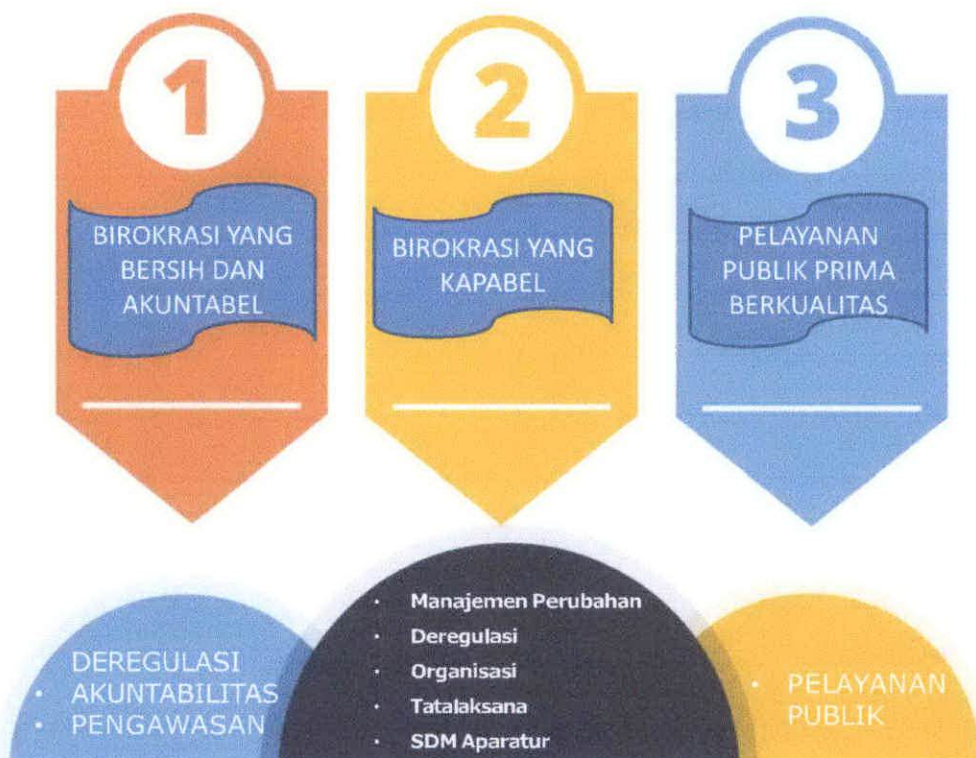 1
BIROKRASI YANG
BERSIH DAN
AKUNTABEL
2
BIROKRASI YANG
KAPABEL
3
PELAYANAN
PUBLIK PRIMA
BERKUALITAS
DEREGULASI
• AKUNTABILITAS
• PENGAWASAN
• Manajemen Perubahan
• Deregulasi
• Organisasi
• Tatalaksana
• SDM Aparatur
• PELAYANAN
PUBLIK